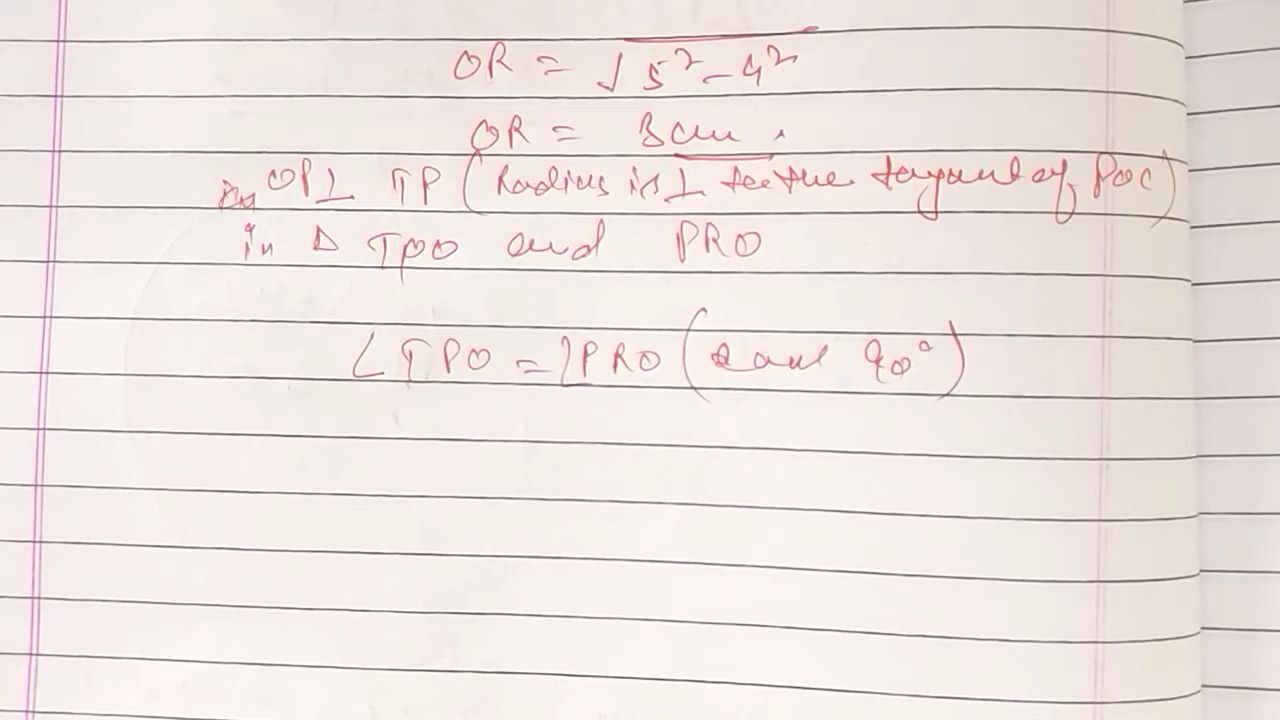 OR = √5²-4²
OR = 3cm.
OP⊥ TP (Radius is ⊥ to the tangent of Poc)
in Δ TPO and PRO
∠TPO = ∠PRO (Each 90°)